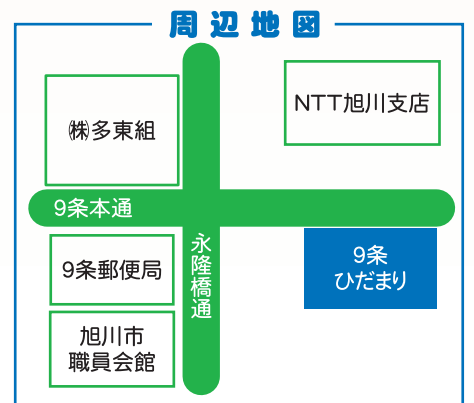 周辺地図
㈱多東組
NTT旭川支店
9条本通
永隆橋通
9条郵便局
9条
ひだまり
旭川市
職員会館